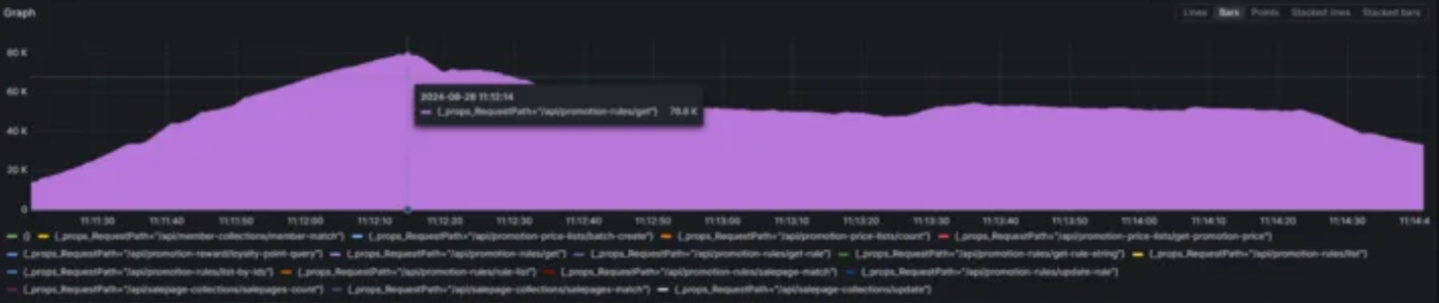 Graph
Lines Bars Points Stacked lines Stacked bars
80 K
60 K
40 K
20 K
0
2024-08-28 11:12:14
{_props_RequestPath="/api/promotion-rules/get"} 79.8 K
11:11:30 11:11:40 11:11:50 11:12:00 11:12:10 11:12:20 11:12:30 11:12:40 11:12:50 11:13:00 11:13:10 11:13:20 11:13:30 11:13:40 11:13:50 11:14:00 11:14:10 11:14:20 11:14:30 11:14:4
{} {_props_RequestPath="/api/member-collections/member-match"} {_props_RequestPath="/api/promotion-price-lists/batch-create"} {_props_RequestPath="/api/promotion-price-lists/count"} {_props_RequestPath="/api/promotion-price-lists/get-promotion-price"}
{_props_RequestPath="/api/promotion-reward/loyalty-point-query"} {_props_RequestPath="/api/promotion-rules/get"} {_props_RequestPath="/api/promotion-rules/get-rule"} {_props_RequestPath="/api/promotion-rules/get-rule-string"} {_props_RequestPath="/api/promotion-rules/list"}
{_props_RequestPath="/api/promotion-rules/list-by-ids"} {_props_RequestPath="/api/promotion-rules/rule-list"} {_props_RequestPath="/api/promotion-rules/salepage-match"} {_props_RequestPath="/api/promotion-rules/update-rule"}
{_props_RequestPath="/api/salepage-collections/salepages-count"} {_props_RequestPath="/api/salepage-collections/salepages-match"} {_props_RequestPath="/api/salepage-collections/update"}